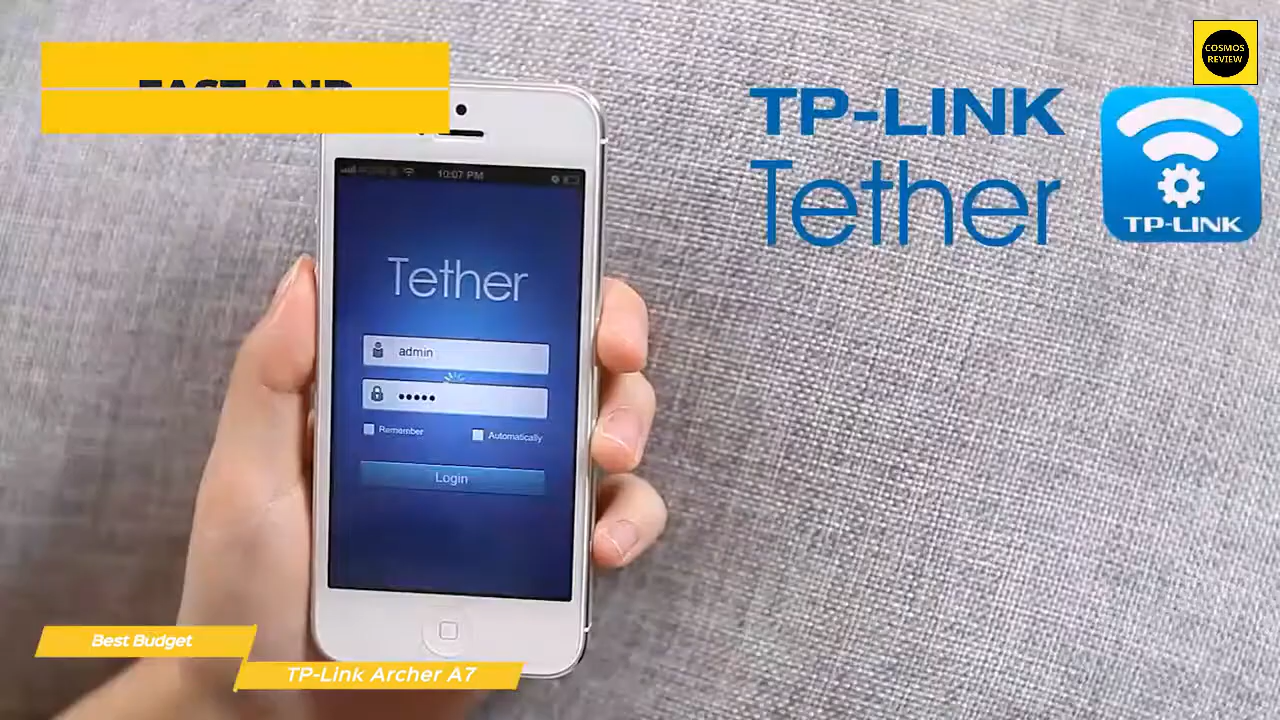 COSMOS
REVIEW
TP-LINK
Tether
TP-LINK
10:07 PM
Tether
admin
Remember
Automatically
Login
Best Budget
TP-Link Archer A7